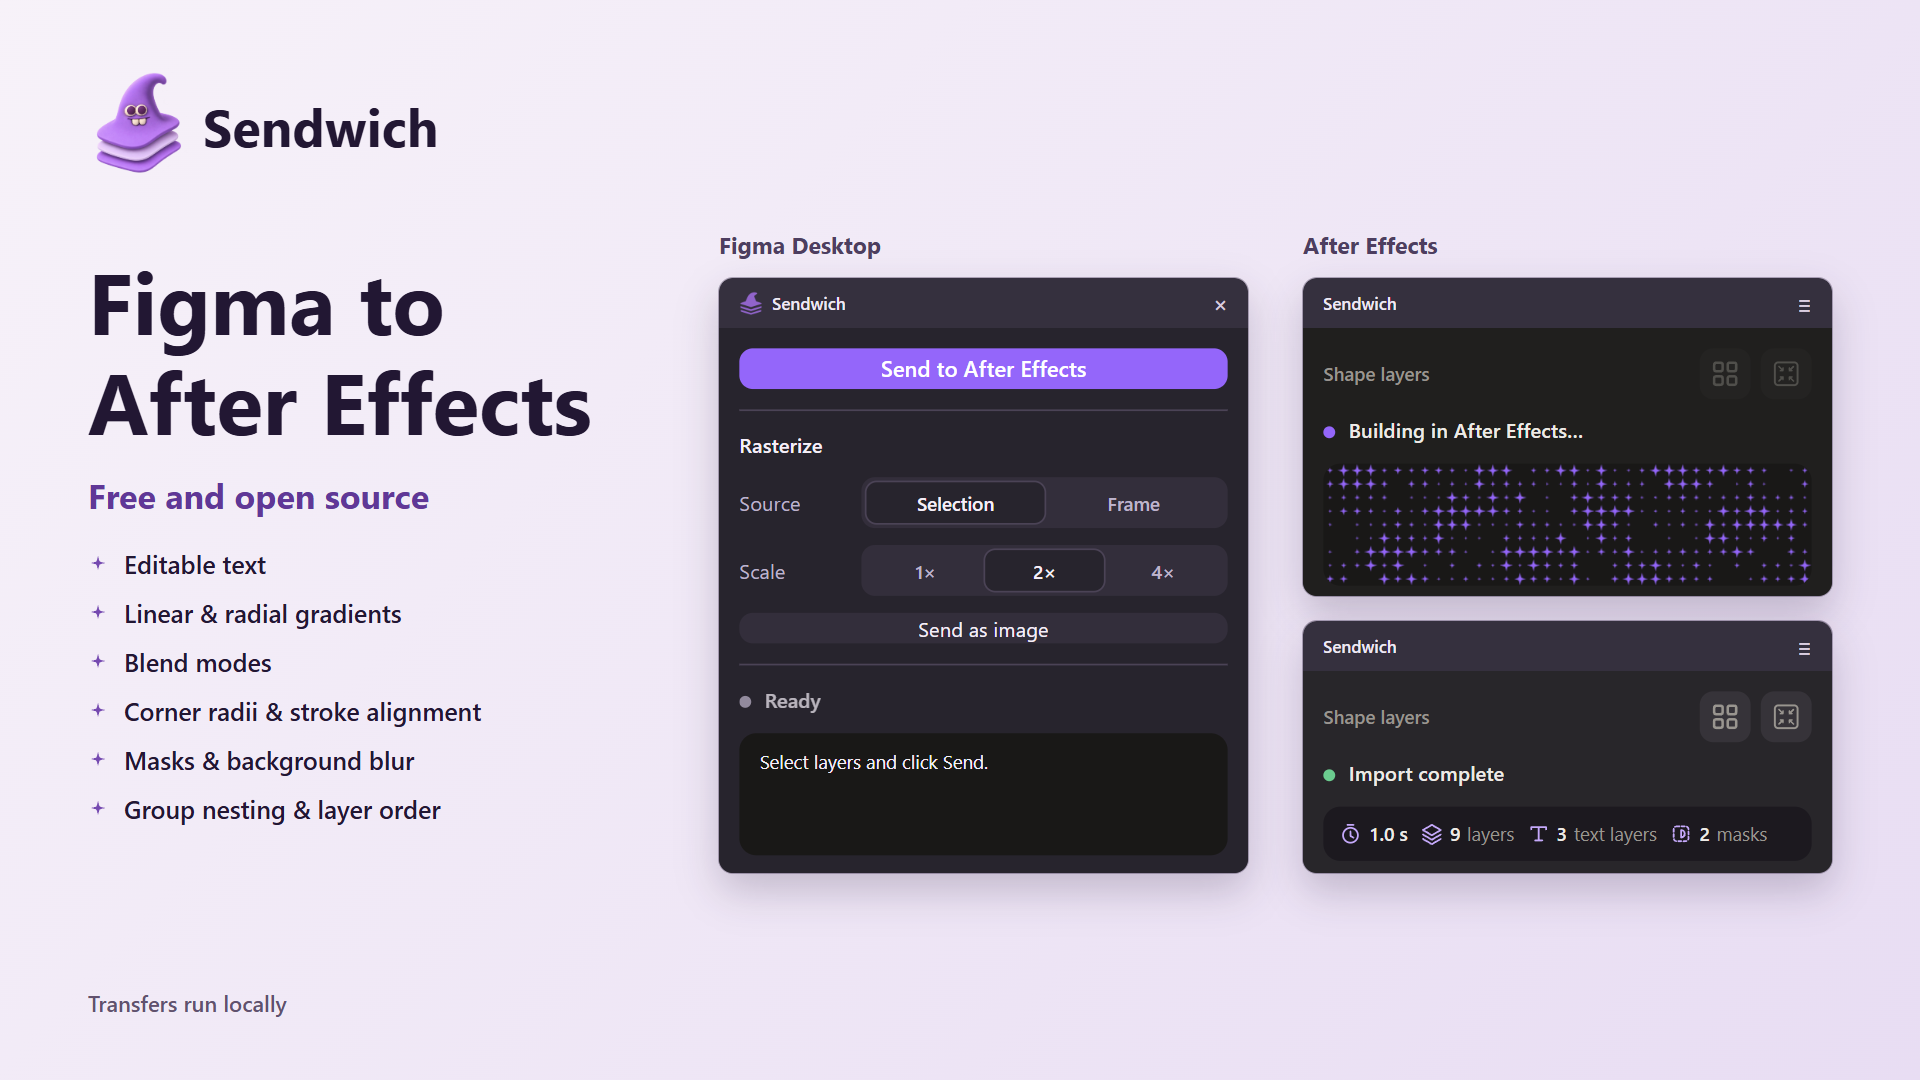 Sendwich
Figma to
After Effects
Free and open source
Editable text
Linear & radial gradients
Blend modes
Corner radii & stroke alignment
Masks & background blur
Group nesting & layer order
Transfers run locally
Figma Desktop
Sendwich ×
Send to After Effects
Rasterize
Source Selection Frame
Scale 1× 2× 4×
Send as image
Ready
Select layers and click Send.
After Effects
Sendwich
Shape layers
Building in After Effects...
Sendwich
Shape layers
Import complete
1.0 s 9 layers 3 text layers 2 masks